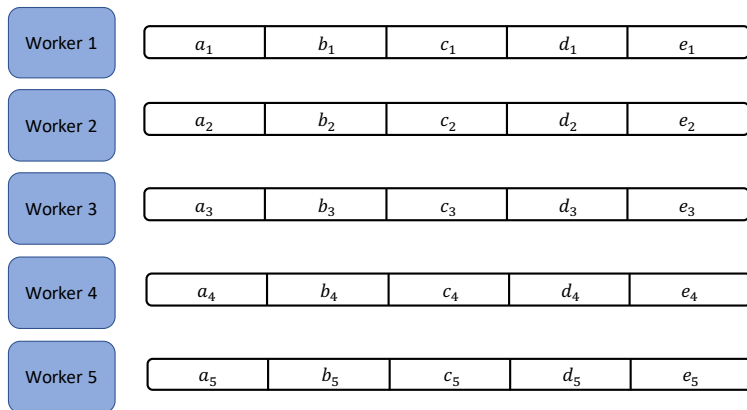 Worker 1 a₁ b₁ c₁ d₁ e₁
Worker 2 a₂ b₂ c₂ d₂ e₂
Worker 3 a₃ b₃ c₃ d₃ e₃
Worker 4 a₄ b₄ c₄ d₄ e₄
Worker 5 a₅ b₅ c₅ d₅ e₅